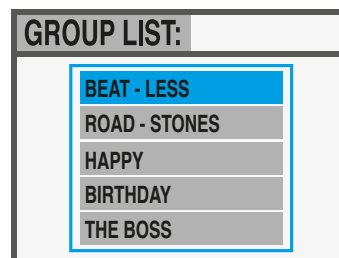 GROUP LIST:
BEAT - LESS
ROAD - STONES
HAPPY
BIRTHDAY
THE BOSS